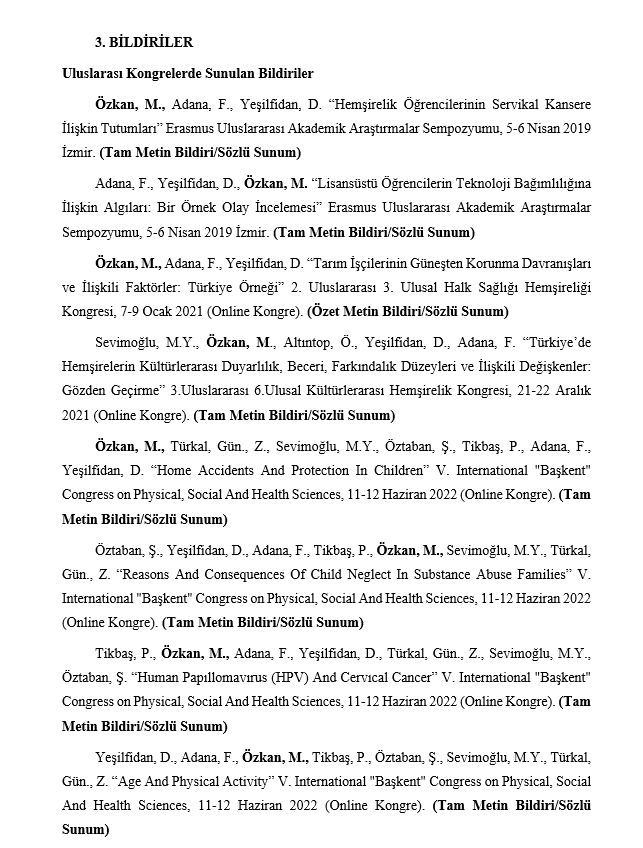 3. BİLDİRİLER
Uluslarası Kongrelerde Sunulan Bildiriler
Özkan, M., Adana, F., Yeşilfidan, D. “Hemşirelik Öğrencilerinin Servikal Kansere
İlişkin Tutumları” Erasmus Uluslararası Akademik Araştırmalar Sempozyumu, 5-6 Nisan 2019
İzmir. (Tam Metin Bildiri/Sözlü Sunum)
Adana, F., Yeşilfidan, D., Özkan, M. “Lisansüstü Öğrencilerin Teknoloji Bağımlılığına
İlişkin Algıları: Bir Örnek Olay İncelemesi” Erasmus Uluslararası Akademik Araştırmalar
Sempozyumu, 5-6 Nisan 2019 İzmir. (Tam Metin Bildiri/Sözlü Sunum)
Özkan, M., Adana, F., Yeşilfidan, D. “Tarım İşçilerinin Güneşten Korunma Davranışları
ve İlişkili Faktörler: Türkiye Örneği” 2. Uluslararası 3. Ulusal Halk Sağlığı Hemşireliği
Kongresi, 7-9 Ocak 2021 (Online Kongre). (Özet Metin Bildiri/Sözlü Sunum)
Sevimoğlu, M.Y., Özkan, M., Altıntop, Ö., Yeşilfidan, D., Adana, F. “Türkiye’de
Hemşirelerin Kültürlerarası Duyarlılık, Beceri, Farkındalık Düzeyleri ve İlişkili Değişkenler:
Gözden Geçirme” 3.Uluslararası 6.Ulusal Kültürlerarası Hemşirelik Kongresi, 21-22 Aralık
2021 (Online Kongre). (Tam Metin Bildiri/Sözlü Sunum)
Özkan, M., Türkal, Gün., Z., Sevimoğlu, M.Y., Öztaban, Ş., Tikbaş, P., Adana, F.,
Yeşilfidan, D. “Home Accidents And Protection In Children” V. International "Başkent"
Congress on Physical, Social And Health Sciences, 11-12 Haziran 2022 (Online Kongre). (Tam
Metin Bildiri/Sözlü Sunum)
Öztaban, Ş., Yeşilfidan, D., Adana, F., Tikbaş, P., Özkan, M., Sevimoğlu, M.Y., Türkal,
Gün., Z. “Reasons And Consequences Of Child Neglect In Substance Abuse Families” V.
International "Başkent" Congress on Physical, Social And Health Sciences, 11-12 Haziran 2022
(Online Kongre). (Tam Metin Bildiri/Sözlü Sunum)
Tikbaş, P., Özkan, M., Adana, F., Yeşilfidan, D., Türkal, Gün., Z., Sevimoğlu, M.Y.,
Öztaban, Ş. “Human Papıllomavırus (HPV) And Cervıcal Cancer” V. International "Başkent"
Congress on Physical, Social And Health Sciences, 11-12 Haziran 2022 (Online Kongre). (Tam
Metin Bildiri/Sözlü Sunum)
Yeşilfidan, D., Adana, F., Özkan, M., Tikbaş, P., Öztaban, Ş., Sevimoğlu, M.Y., Türkal,
Gün., Z. “Age And Physical Activity” V. International "Başkent" Congress on Physical, Social
And Health Sciences, 11-12 Haziran 2022 (Online Kongre). (Tam Metin Bildiri/Sözlü
Sunum)